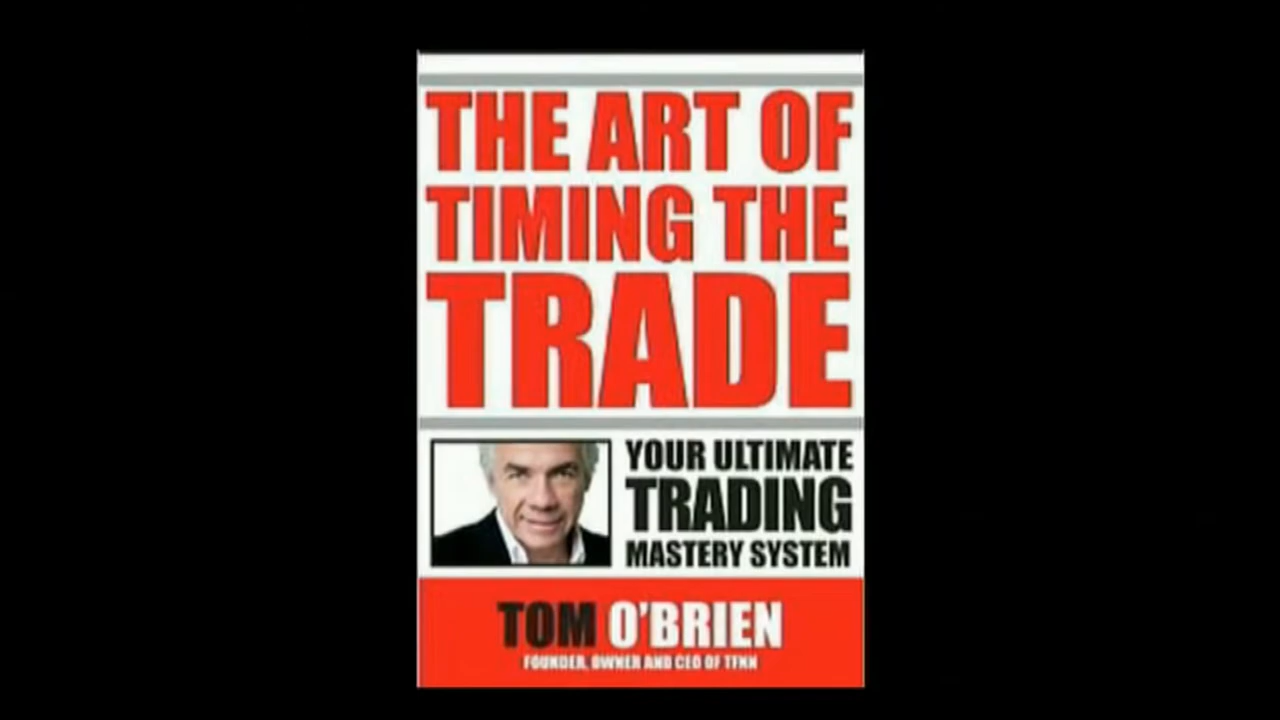 THE ART OF
TIMING THE
TRADE
YOUR ULTIMATE
TRADING
MASTERY SYSTEM
TOM O'BRIEN
FOUNDER, OWNER AND CEO OF TFNN